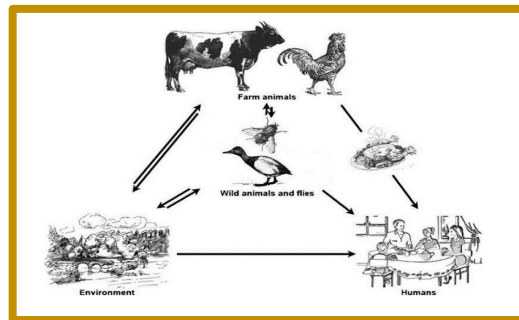 Farm animals
Wild animals and flies
Environment
Humans